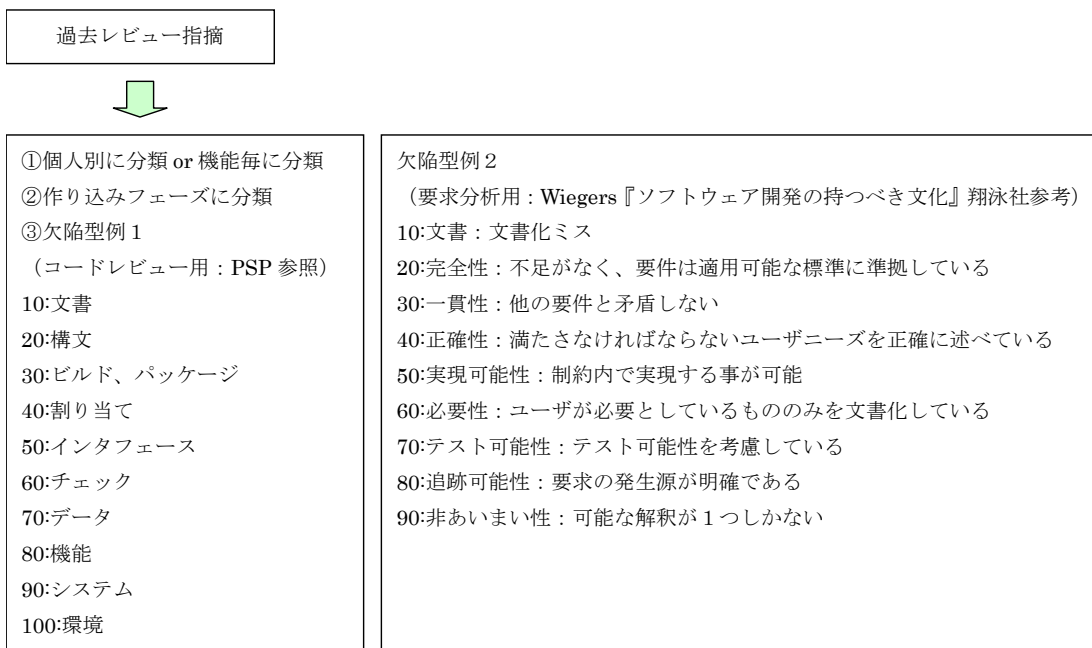 過去レビュー指摘
①個人別に分類 or 機能毎に分類
②作り込みフェーズに分類
③欠陥型例1
(コードレビュー用:PSP 参照)
10:文書
20:構文
30:ビルド、パッケージ
40:割り当て
50:インタフェース
60:チェック
70:データ
80:機能
90:システム
100:環境
欠陥型例2
(要求分析用:Wiegers『ソフトウェア開発の持つべき文化』翔泳社参考)
10:文書:文書化ミス
20:完全性:不足がなく、要件は適用可能な標準に準拠している
30:一貫性:他の要件と矛盾しない
40:正確性:満たさなければならないユーザニーズを正確に述べている
50:実現可能性:制約内で実現する事が可能
60:必要性:ユーザが必要としているもののみを文書化している
70:テスト可能性:テスト可能性を考慮している
80:追跡可能性:要求の発生源が明確である
90:非あいまい性:可能な解釈が1つしかない